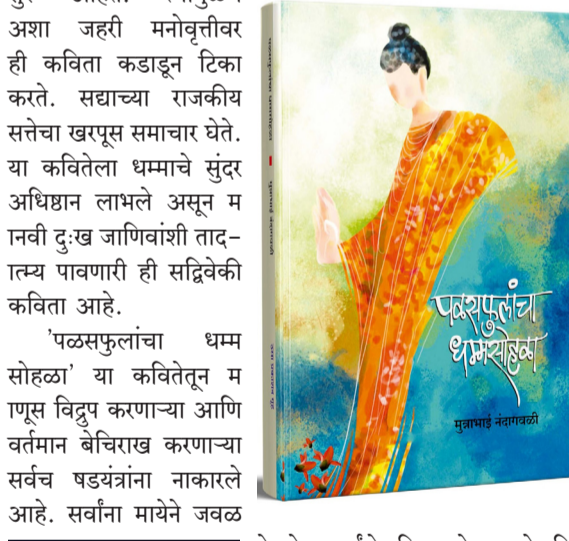 अशा जहरी मनोवृत्तीवर
ही कविता कडाडून टिका
करते. सद्याच्या राजकीय
सत्तेचा खरपूस समाचार घेते.
या कवितेला धम्माचे सुंदर
अधिष्ठान लाभले असून म
ानवी दुःख जाणिवांशी ताद-
ात्म्य पावणारी ही सद्विवेकी
कविता आहे.
'पळसफुलांचा धम्म
सोहळा' या कवितेतून म
ाणूस विद्रुप करणाऱ्या आणि
वर्तमान बेचिराख करणाऱ्या
सर्वच षडयंत्रांना नाकारले
आहे. सर्वांना मायेने जवळ
पळसफुलांचा
धम्मसोहळा
मुन्नाभाई नंदागवळी